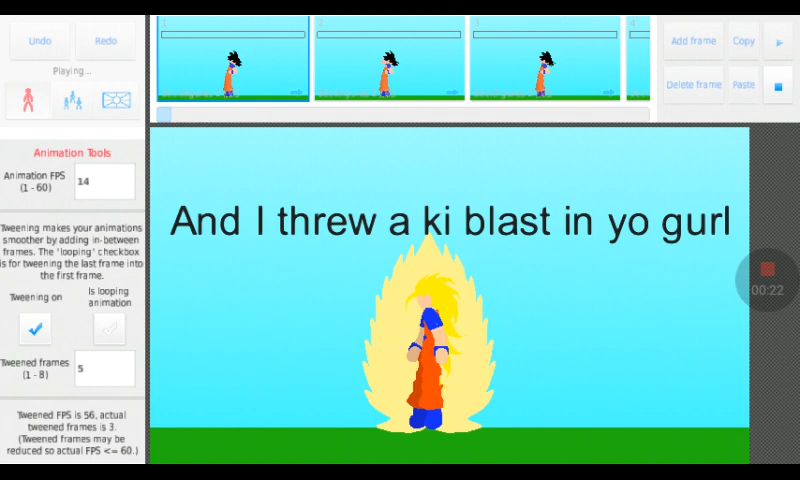 Undo
Redo
Playing...
1
2
3
4
Add frame
Copy
Delete frame
Paste
Animation Tools
Animation FPS
(1 - 60)
14
Tweening makes your animations
smoother by adding in-between
frames. The 'looping' checkbox
is for tweening the last frame into
the first frame.
Tweening on
Is looping
animation
Tweened frames
(1 - 8)
5
Tweened FPS is 56, actual
tweened frames is 3.
(Tweened frames may be
reduced so actual FPS <= 60.)
And I threw a ki blast in yo gurl
00:22